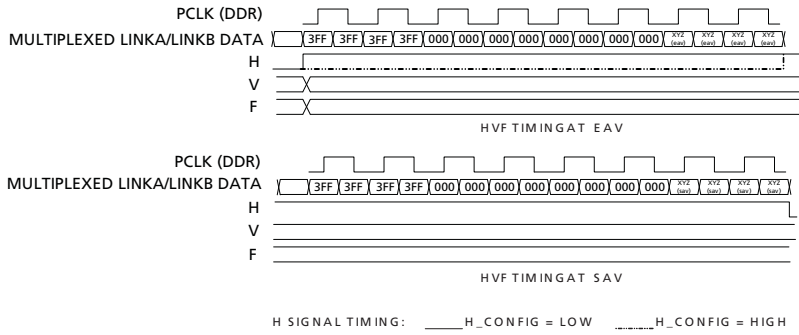 PCLK (DDR)
MULTIPLEXED LINKA/LINKB DATA 3FF 3FF 3FF 3FF 000 000 000 000 000 000 000 000 XYZ (eav) XYZ (eav) XYZ (eav) XYZ (eav)
H
V
F
HVF TIMINGAT EAV
PCLK (DDR)
MULTIPLEXED LINKA/LINKB DATA 3FF 3FF 3FF 3FF 000 000 000 000 000 000 000 000 XYZ (sav) XYZ (sav) XYZ (sav) XYZ (sav)
H
V
F
HVF TIMINGAT SAV
H SIGNAL TIMING: H_CONFIG = LOW H_CONFIG = HIGH